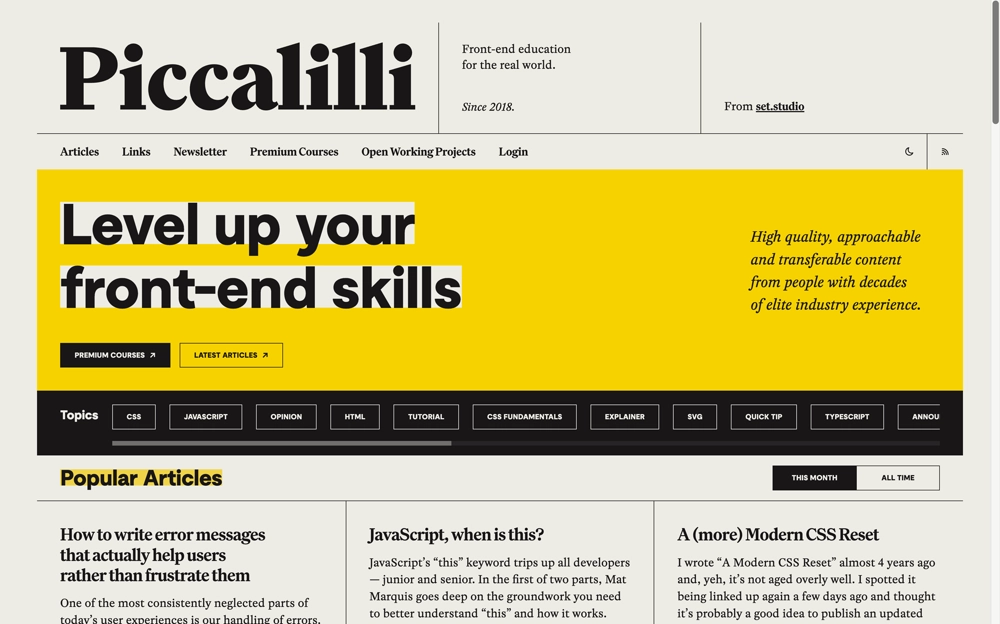 Piccalilli
Front-end education
for the real world.
Since 2018.
From set.studio
Articles Links Newsletter Premium Courses Open Working Projects Login
Level up your
front-end skills
High quality, approachable
and transferable content
from people with decades
of elite industry experience.
PREMIUM COURSES LATEST ARTICLES
Topics CSS JAVASCRIPT OPINION HTML TUTORIAL CSS FUNDAMENTALS EXPLAINER SVG QUICK TIP TYPESCRIPT ANNOU
Popular Articles
THIS MONTH ALL TIME
How to write error messages
that actually help users
rather than frustrate them
One of the most consistently neglected parts of
today’s user experiences is our handling of errors.
JavaScript, when is this?
JavaScript’s “this” keyword trips up all developers
— junior and senior. In the first of two parts, Mat
Marquis goes deep on the groundwork you need
to better understand “this” and how it works.
A (more) Modern CSS Reset
I wrote “A Modern CSS Reset” almost 4 years ago
and, yeah, it’s not aged overly well. I spotted it
being linked up again a few days ago and thought
it’s probably a good idea to publish an updated